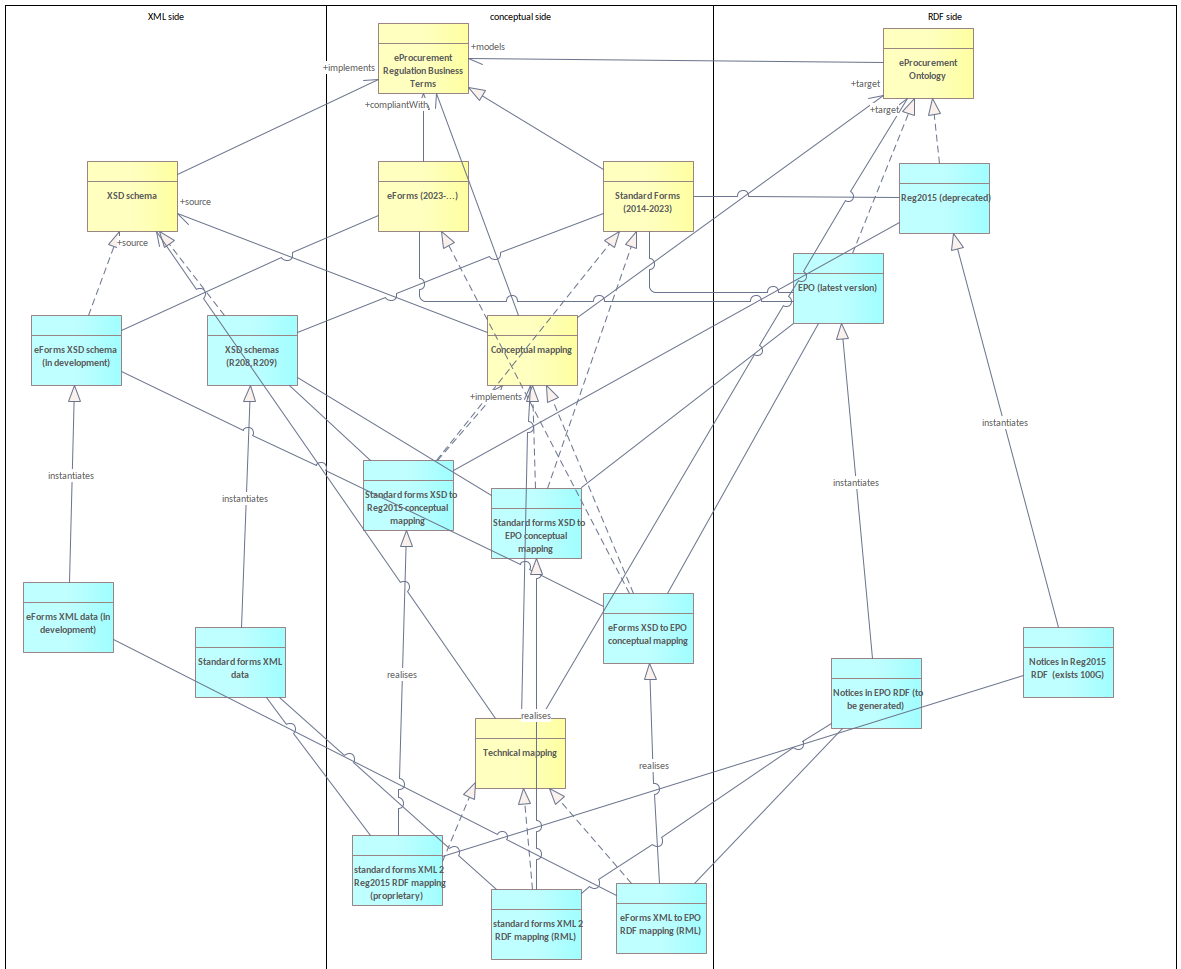 XML side
conceptual side
RDF side
eProcurement
Regulation Business
Terms
+models
eProcurement
Ontology
+implements
+target
+compliantWith
+target
XSD schema
+source
eForms (2023-...)
Standard Forms
(2014-2023)
Reg2015 (deprecated)
+source
EPO (latest version)
eForms XSD schema
(in development)
XSD schemas
(R208,R209)
Conceptual mapping
+implements
instantiates
instantiates
instantiates
instantiates
Standard forms XSD to
Reg2015 conceptual
mapping
Standard forms XSD to
EPO conceptual
mapping
eForms XML data (in
development)
Standard forms XML
data
eForms XSD to EPO
conceptual mapping
Notices in Reg2015
RDF (exists 100G)
Notices in EPO RDF (to
be generated)
realises
realises
realises
Technical mapping
standard forms XML 2
Reg2015 RDF mapping
(proprietary)
standard forms XML 2
RDF mapping (RML)
eForms XML to EPO
RDF mapping (RML)